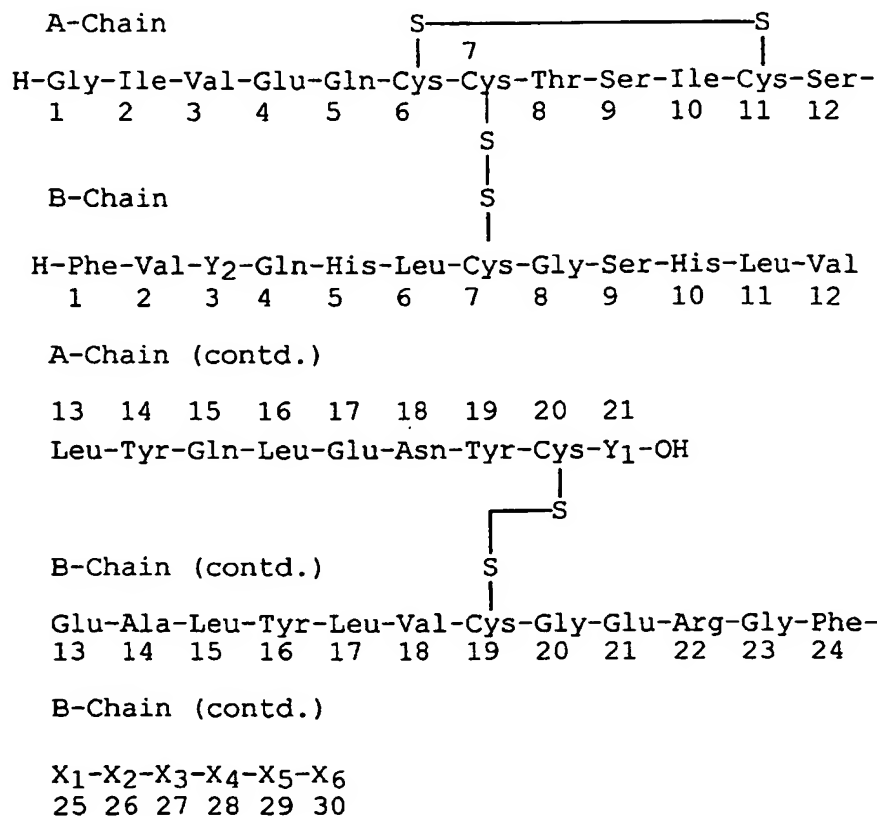 A-Chain
S S
7
H-Gly-Ile-Val-Glu-Gln-Cys-Cys-Thr-Ser-Ile-Cys-Ser-
1 2 3 4 5 6 8 9 10 11 12
S
B-Chain S
H-Phe-Val-Y2-Gln-His-Leu-Cys-Gly-Ser-His-Leu-Val
1 2 3 4 5 6 7 8 9 10 11 12
A-Chain (contd.)
13 14 15 16 17 18 19 20 21
Leu-Tyr-Gln-Leu-Glu-Asn-Tyr-Cys-Y1-OH
S
B-Chain (contd.) S
Glu-Ala-Leu-Tyr-Leu-Val-Cys-Gly-Glu-Arg-Gly-Phe-
13 14 15 16 17 18 19 20 21 22 23 24
B-Chain (contd.)
X1-X2-X3-X4-X5-X6
25 26 27 28 29 30